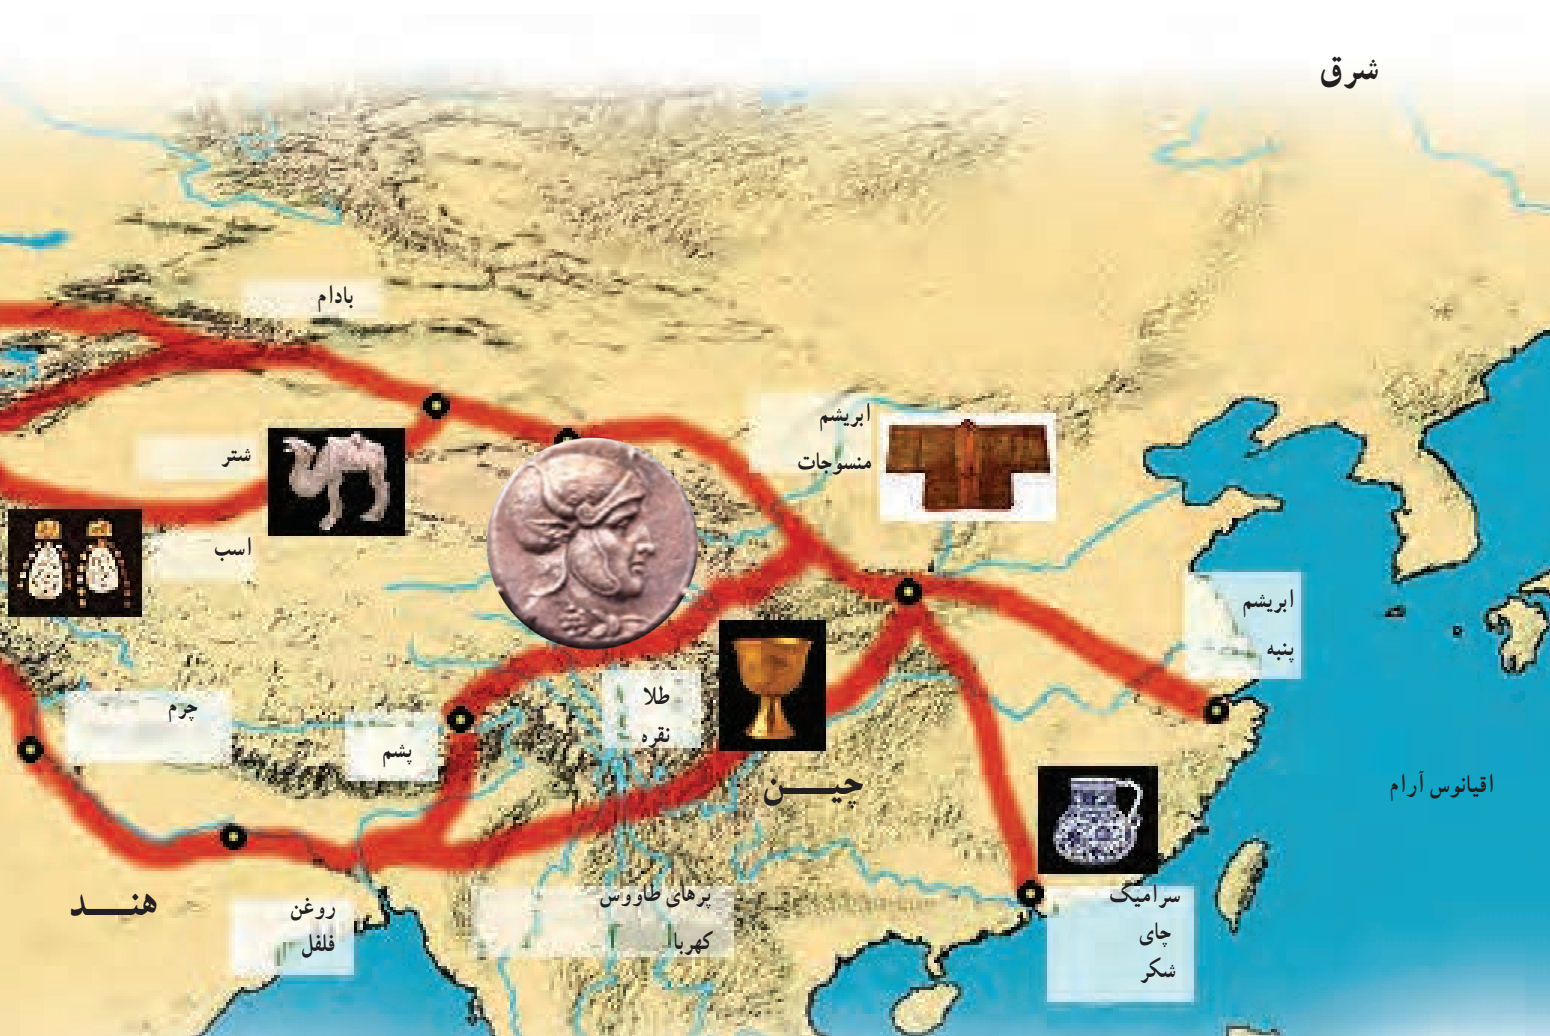 شرق
بادام
ابریشم
منسوجات
شتر
اسب
ابریشم
پنبه
چرم
پشم
طلا
نقره
چیـــن
اقیانوس آرام
هنـــد
روغن
فلفل
پرهای طاووس
کهربا
سرامیک
چای
شکر